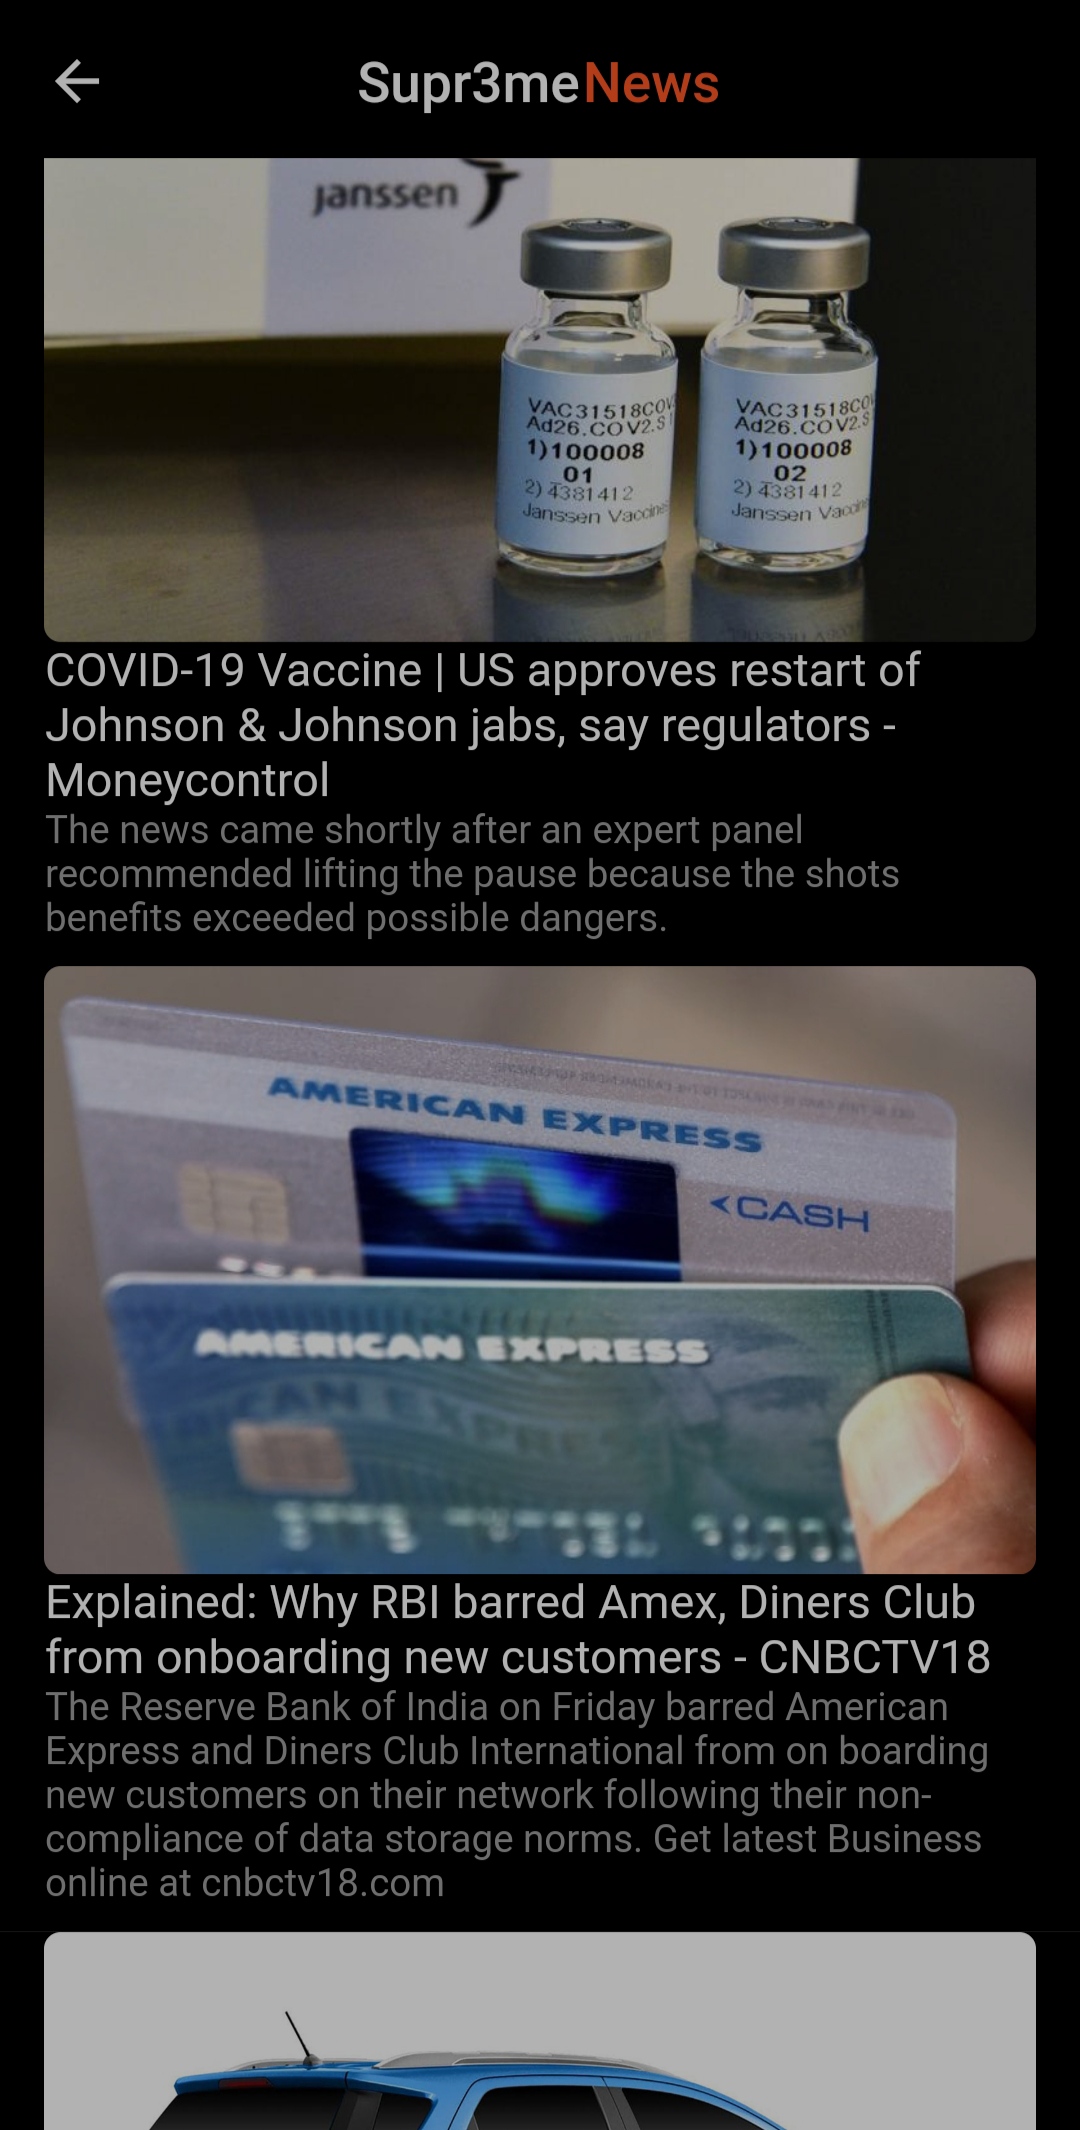 Supr3meNews
janssen
VAC31518COV
Ad26.COV2.S
1)100008
01
2) 4381412
Janssen Vaccine
VAC31518COV
Ad26.COV2.S
1)100008
02
2) 4381412
Janssen Vaccine
COVID-19 Vaccine | US approves restart of
Johnson & Johnson jabs, say regulators -
Moneycontrol
The news came shortly after an expert panel
recommended lifting the pause because the shots
benefits exceeded possible dangers.
AMERICAN EXPRESS
<CASH
AMERICAN EXPRESS
Explained: Why RBI barred Amex, Diners Club
from onboarding new customers - CNBCTV18
The Reserve Bank of India on Friday barred American
Express and Diners Club International from on boarding
new customers on their network following their non-
compliance of data storage norms. Get latest Business
online at cnbctv18.com